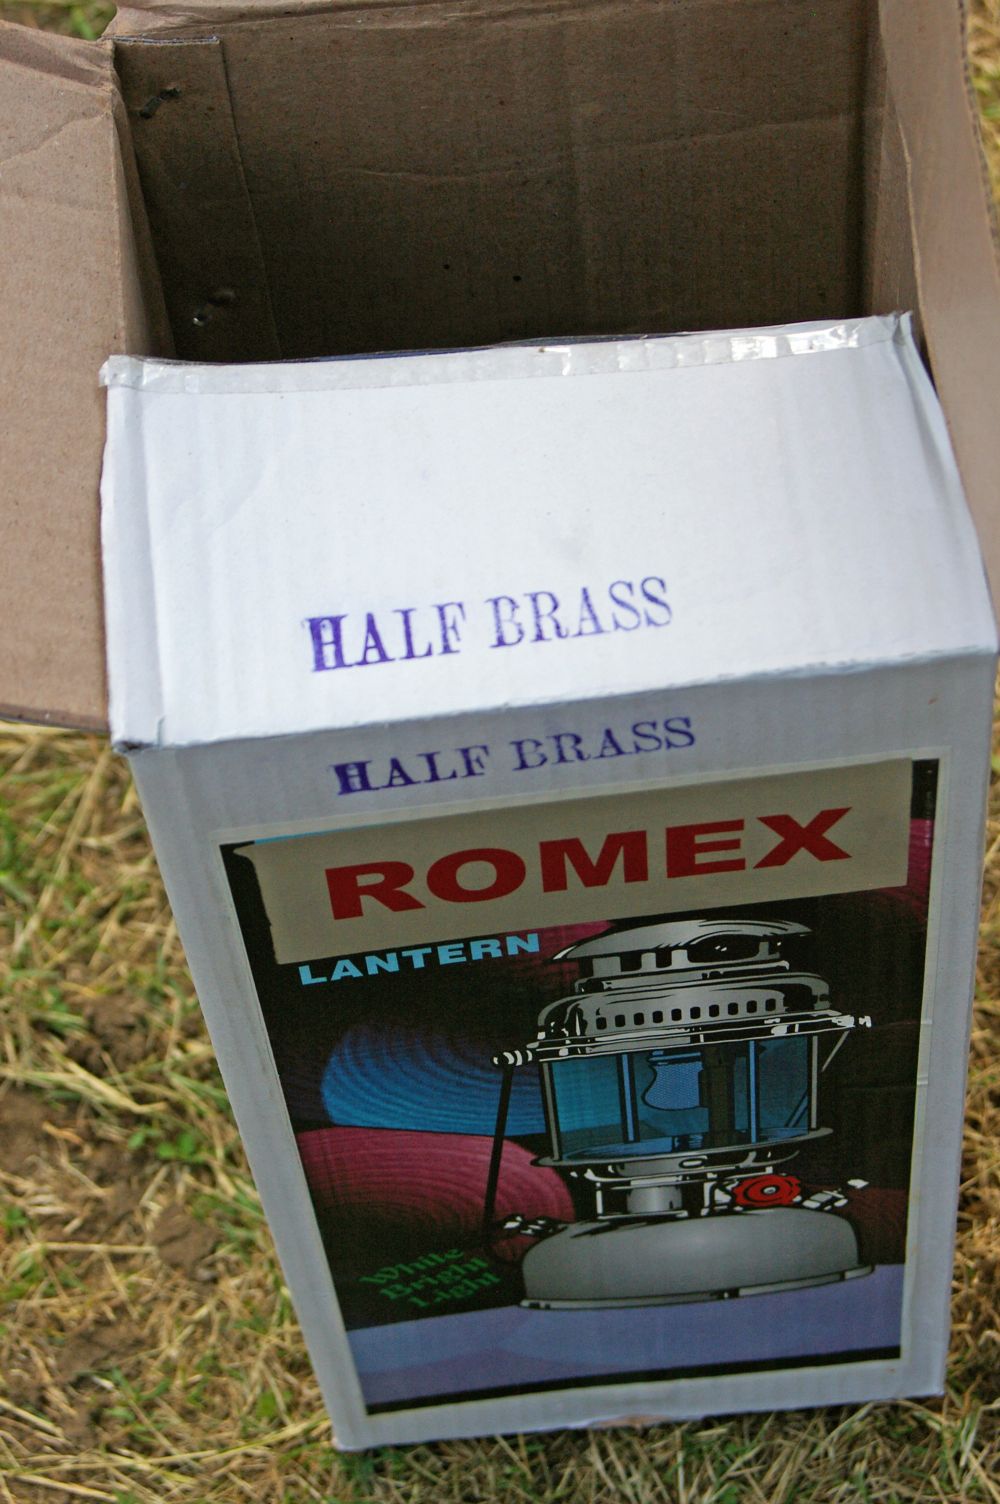 HALF BRASS
HALF BRASS
ROMEX
LANTERN
White
Bright
Light